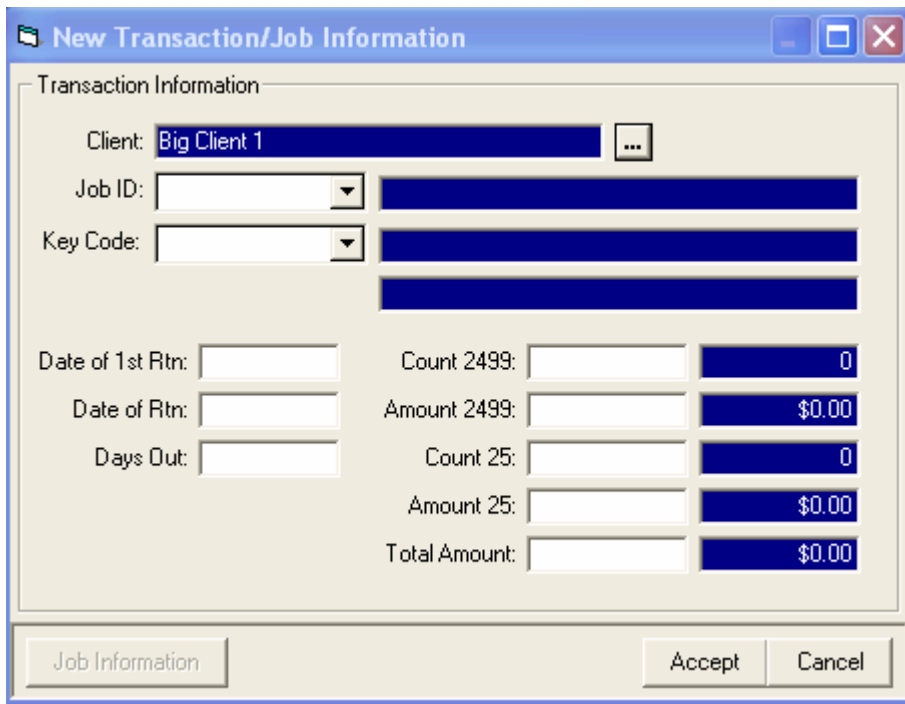 New Transaction/Job Information
Transaction Information
Client: Big Client 1 ...
Job ID:
Key Code:
Date of 1st Rtn: Count 2499: 0
Date of Rtn: Amount 2499: $0.00
Days Out: Count 25: 0
Amount 25: $0.00
Total Amount: $0.00
Job Information Accept Cancel